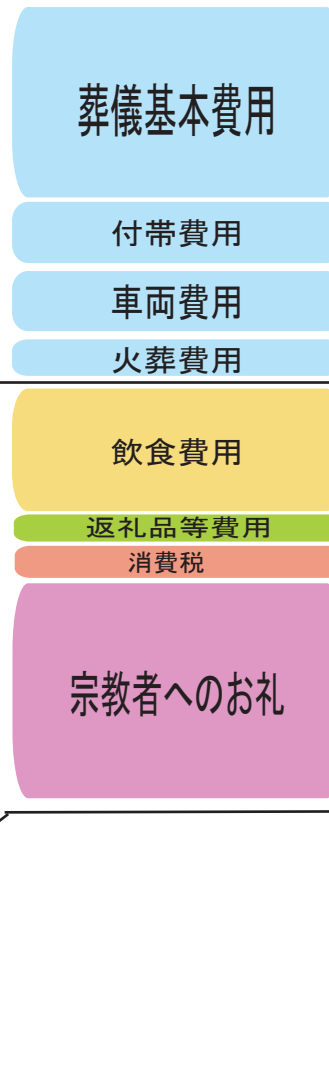 葬儀基本費用
付帯費用
車両費用
火葬費用
飲食費用
返礼品等費用
消費税
宗教者へのお礼